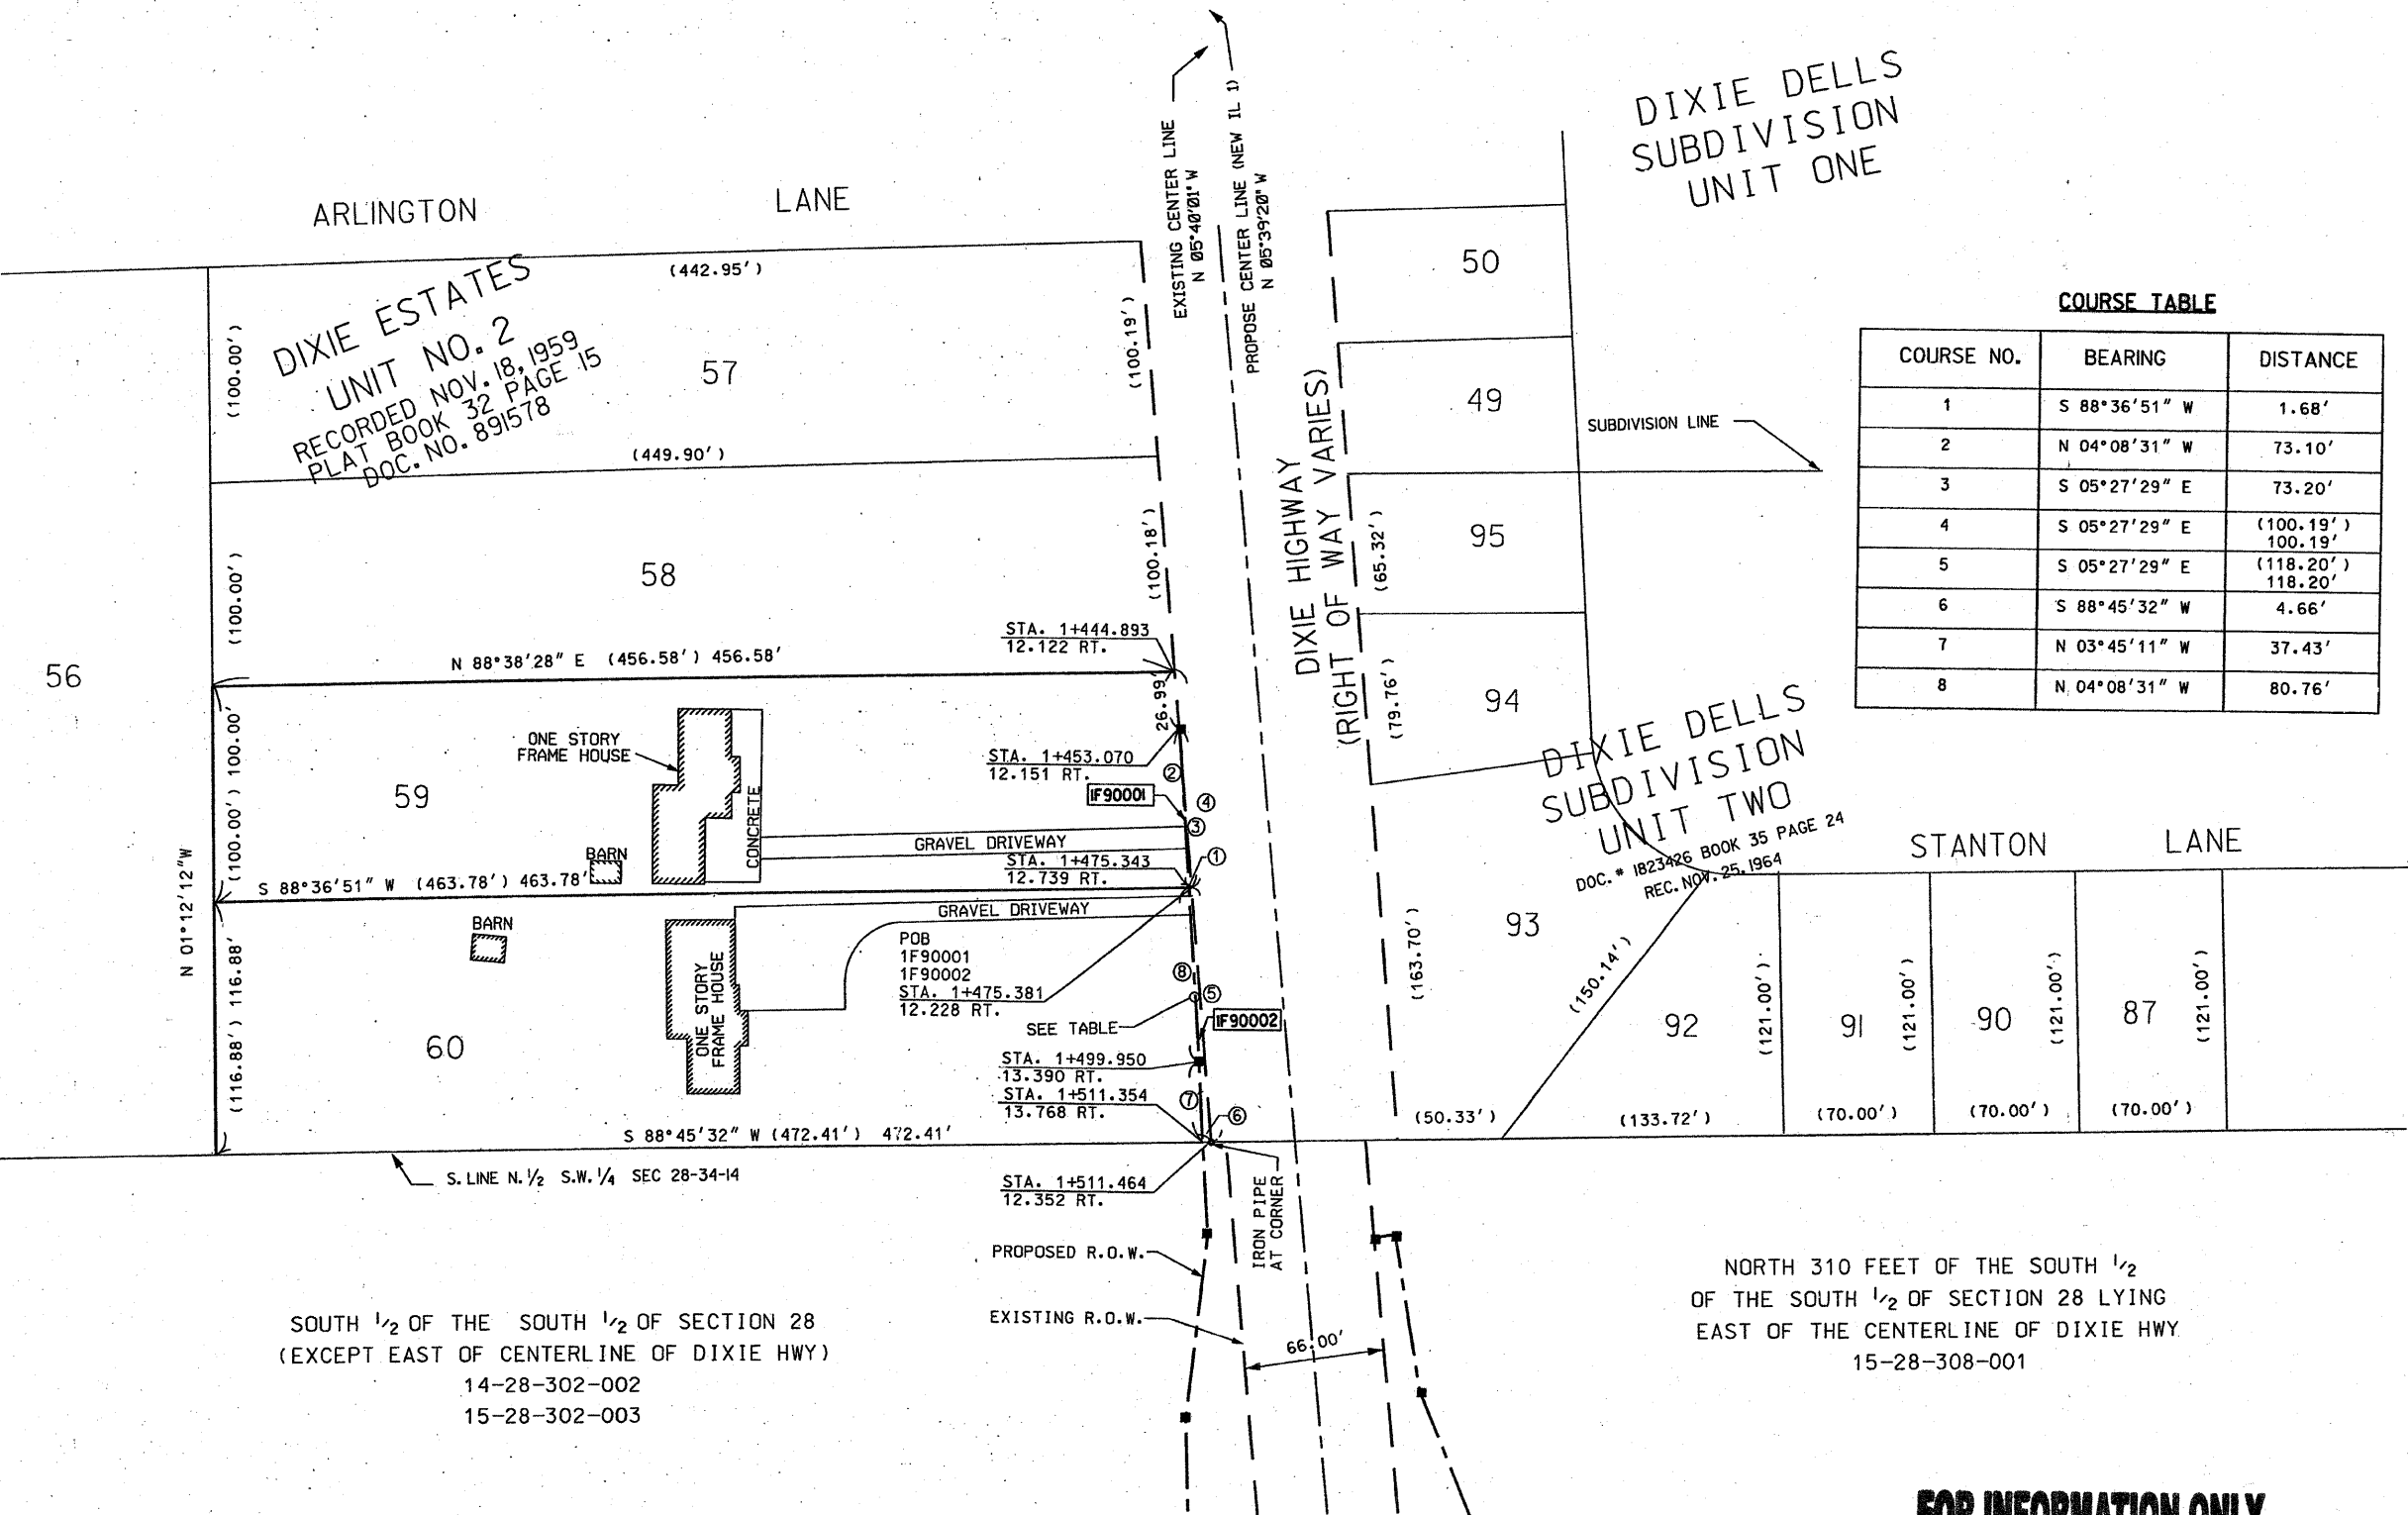 EXISTING CENTER LINE
N 05°40'01" W
PROPOSE CENTER LINE (NEW IL 1)
N 05°39'20" W
DIXIE DELLS
SUBDIVISION
UNIT ONE
ARLINGTON LANE
(442.95')
DIXIE ESTATES
UNIT NO. 2
RECORDED NOV. 18, 1959
PLAT BOOK 32 PAGE 15
DOC. NO. 891578
(100.00')
57
(100.19')
(449.90')
50
49
SUBDIVISION LINE
COURSE TABLE
COURSE NO. BEARING DISTANCE
1 S 88°36'51" W 1.68'
2 N 04°08'31" W 73.10'
3 S 05°27'29" E 73.20'
4 S 05°27'29" E (100.19')
100.19'
5 S 05°27'29" E (118.20')
118.20'
6 S 88°45'32" W 4.66'
7 N 03°45'11" W 37.43'
8 N 04°08'31" W 80.76'
DIXIE HIGHWAY
(RIGHT OF WAY VARIES)
56
(100.00')
58
(100.18')
STA. 1+444.893
12.122 RT.
N 88°38'28" E (456.58') 456.58'
95
(65.32')
94
(79.76')
26.99'
ONE STORY
FRAME HOUSE
59
(100.00') 100.00'
STA. 1+453.070
12.151 RT.
2
1F90001
4
3
CONCRETE
GRAVEL DRIVEWAY
BARN
STA. 1+475.343
12.739 RT.
1
S 88°36'51" W (463.78') 463.78'
N 01°12'12"W
DIXIE DELLS
SUBDIVISION
UNIT TWO
DOC. # 1823426 BOOK 35 PAGE 24
REC. NOV. 25, 1964
STANTON LANE
BARN
GRAVEL DRIVEWAY
POB
1F90001
1F90002
STA. 1+475.381
12.228 RT.
8
5
SEE TABLE
1F90002
ONE STORY
FRAME HOUSE
60
(116.88') 116.88'
STA. 1+499.950
13.390 RT.
STA. 1+511.354
13.768 RT.
7
6
S 88°45'32" W (472.41') 472.41'
93
(163.70')
(150.14')
92
(121.00')
91
(121.00')
90
(121.00')
87
(121.00')
(50.33')
(133.72')
(70.00')
(70.00')
(70.00')
S. LINE N. 1/2 S.W. 1/4 SEC 28-34-14
STA. 1+511.464
12.352 RT.
IRON PIPE
AT CORNER
PROPOSED R.O.W.
EXISTING R.O.W.
66.00'
SOUTH 1/2 OF THE SOUTH 1/2 OF SECTION 28
(EXCEPT EAST OF CENTERLINE OF DIXIE HWY)
14-28-302-002
15-28-302-003
NORTH 310 FEET OF THE SOUTH 1/2
OF THE SOUTH 1/2 OF SECTION 28 LYING
EAST OF THE CENTERLINE OF DIXIE HWY
15-28-308-001
FOR INFORMATION ONLY